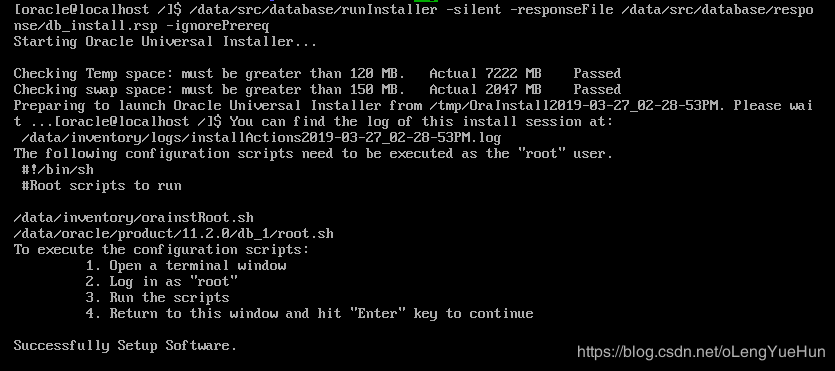 [oracle@localhost /]$ /data/src/database/runInstaller -silent -responseFile /data/src/database/respo
nse/db_install.rsp -ignorePrereq
Starting Oracle Universal Installer...
Checking Temp space: must be greater than 120 MB.   Actual 7222 MB    Passed
Checking swap space: must be greater than 150 MB.   Actual 2047 MB    Passed
Preparing to launch Oracle Universal Installer from /tmp/OraInstall2019-03-27_02-28-53PM. Please wai
t ...[oracle@localhost /]$ You can find the log of this install session at:
 /data/inventory/logs/installActions2019-03-27_02-28-53PM.log
The following configuration scripts need to be executed as the "root" user.
 #!/bin/sh
 #Root scripts to run
/data/inventory/orainstRoot.sh
/data/oracle/product/11.2.0/db_1/root.sh
To execute the configuration scripts:
         1. Open a terminal window
         2. Log in as "root"
         3. Run the scripts
         4. Return to this window and hit "Enter" key to continue
Successfully Setup Software.
https://blog.csdn.net/oLengYueHun